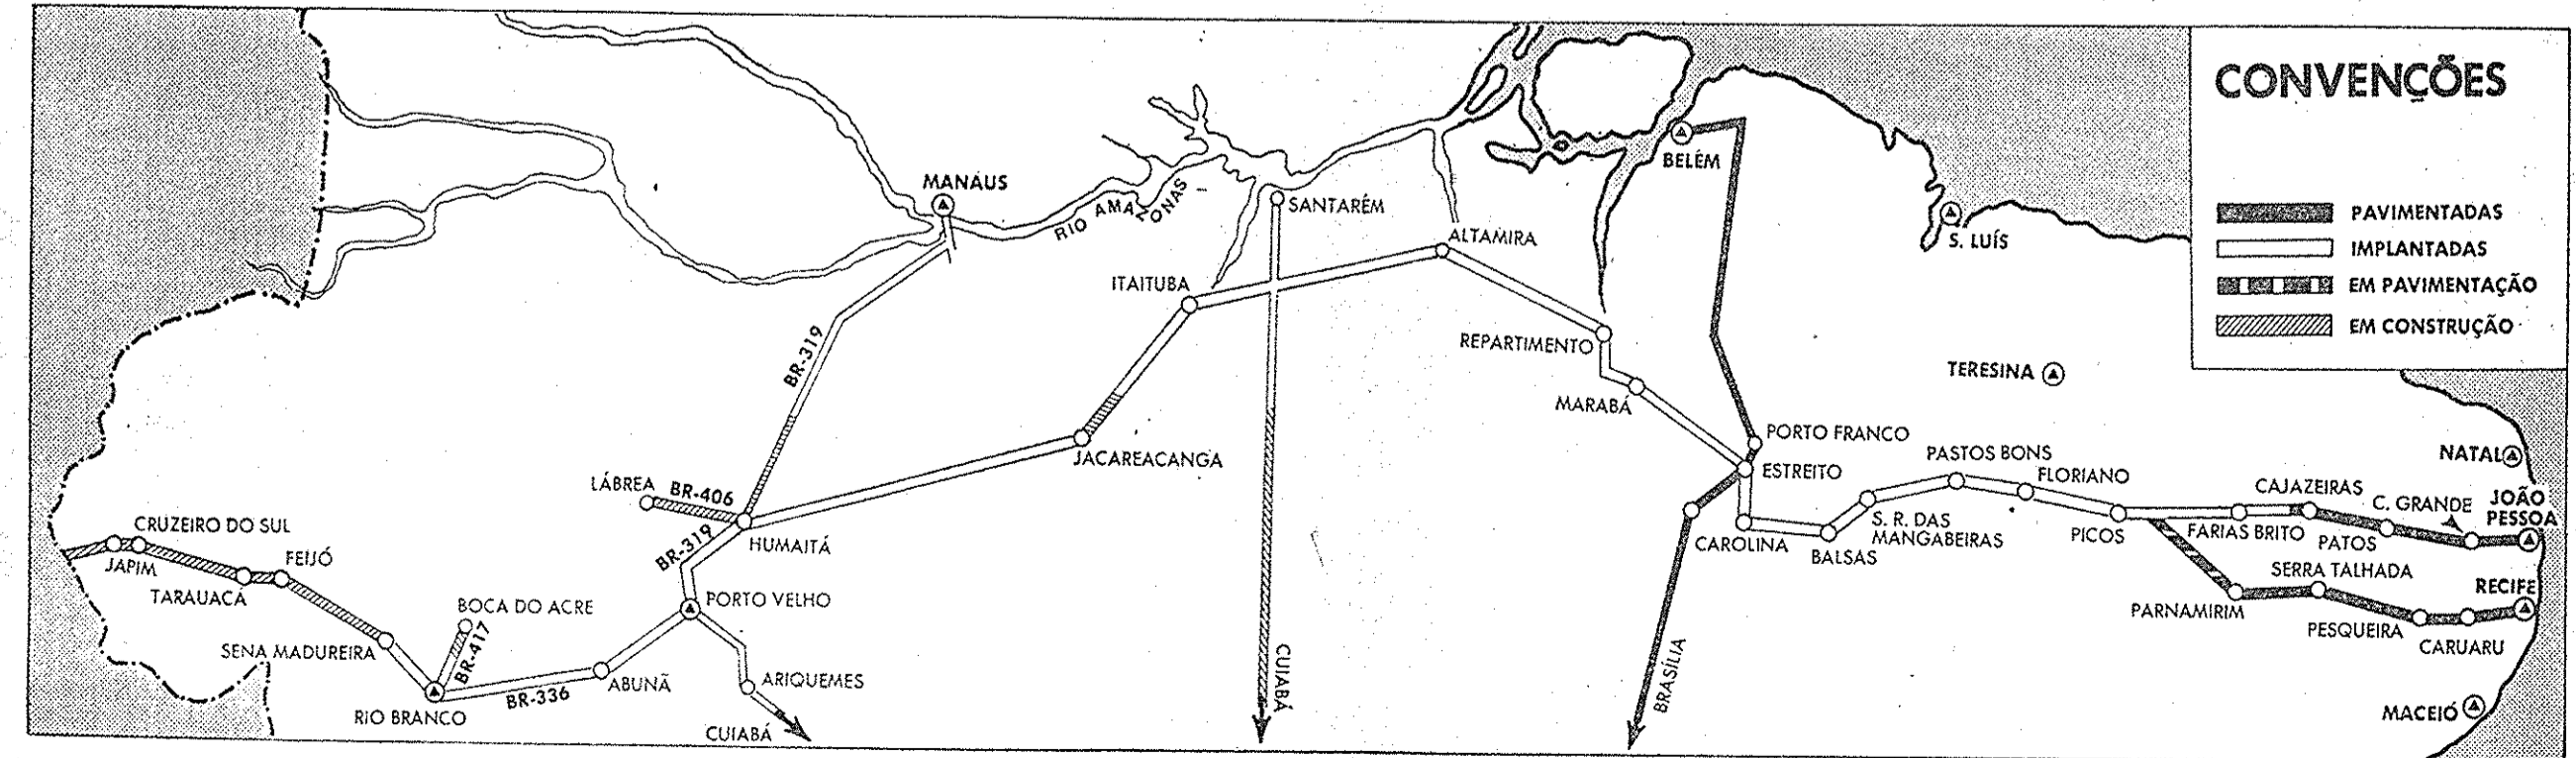 CONVENÇÕES
PAVIMENTADAS
IMPLANTADAS
EM PAVIMENTAÇÃO
EM CONSTRUÇÃO
MANÁUS
RIO AMAZONAS
SANTARÉM
BELÉM
S. LUÍS
ALTAMIRA
ITAITUBA
BR-319
REPARTIMENTO
MARABÁ
TERESINA
PORTO FRANCO
ESTREITO
JACAREACANGA
LÁBREA
BR-406
HUMAITÁ
BR-319
CRUZEIRO DO SUL
JAPIM
FEIJÓ
TARAUACÁ
BOCA DO ACRE
BR-417
SENA MADUREIRA
RIO BRANCO
BR-336
ABUNÃ
PORTO VELHO
ARIQUEMES
CUIABÁ
CUIABÁ
BRASÍLIA
CAROLINA
BALSAS
S. R. DAS
MANGABEIRAS
PASTOS BONS
FLORIANO
PICOS
FARIAS BRITO
CAJAZEIRAS
PATOS
C. GRANDE
NATAL
JOÃO
PESSOA
SERRA TALHADA
PARNAMIRIM
PESQUEIRA
CARUARU
RECIFE
MACEIÓ